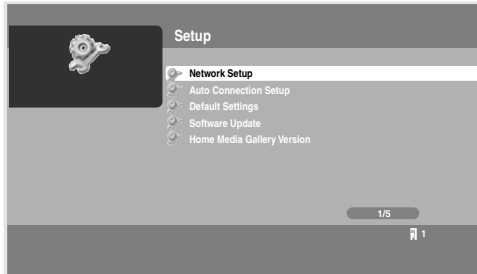 Setup
Network Setup
Auto Connection Setup
Default Settings
Software Update
Home Media Gallery Version
1/5
1